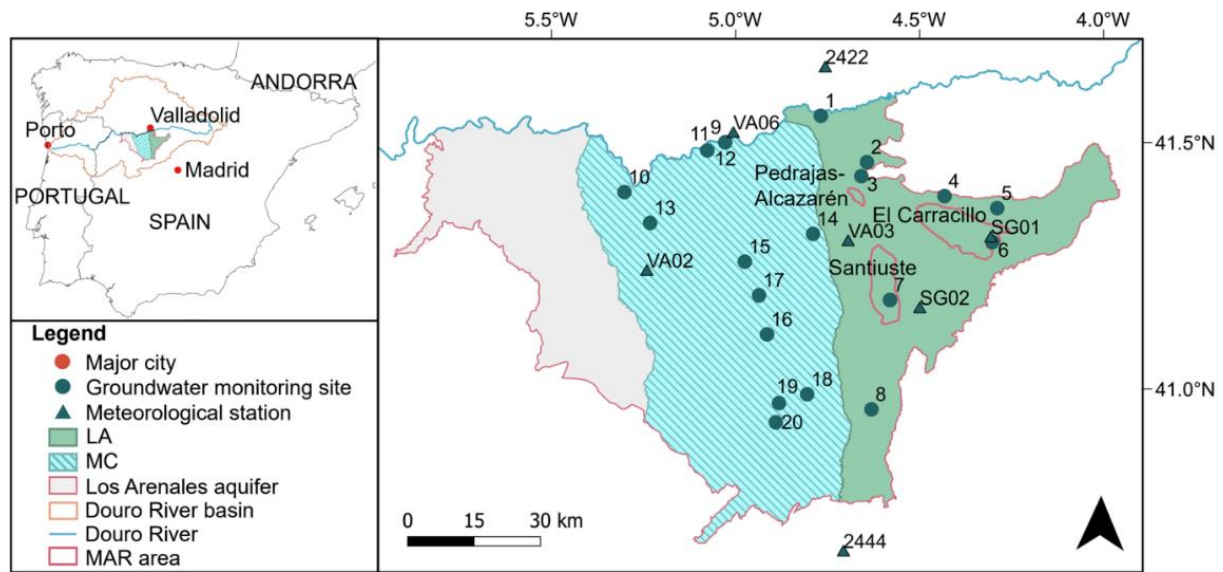 5.5°W 5.0°W 4.5°W 4.0°W
ANDORRA
Valladolid
Porto
Madrid
PORTUGAL
SPAIN
Legend
Major city
Groundwater monitoring site
Meteorological station
LA
MC
Los Arenales aquifer
Douro River basin
Douro River
MAR area
2422
1
VA06
119
12
41.5°N
2
Pedrajas-
Alcazarén
3
10
4
5
13
14
El Carracillo
SG01
VA03
6
15
VA02
Santiuste
17
7
SG02
16
41.0°N
19
18
8
20
0 15 30 km
2444